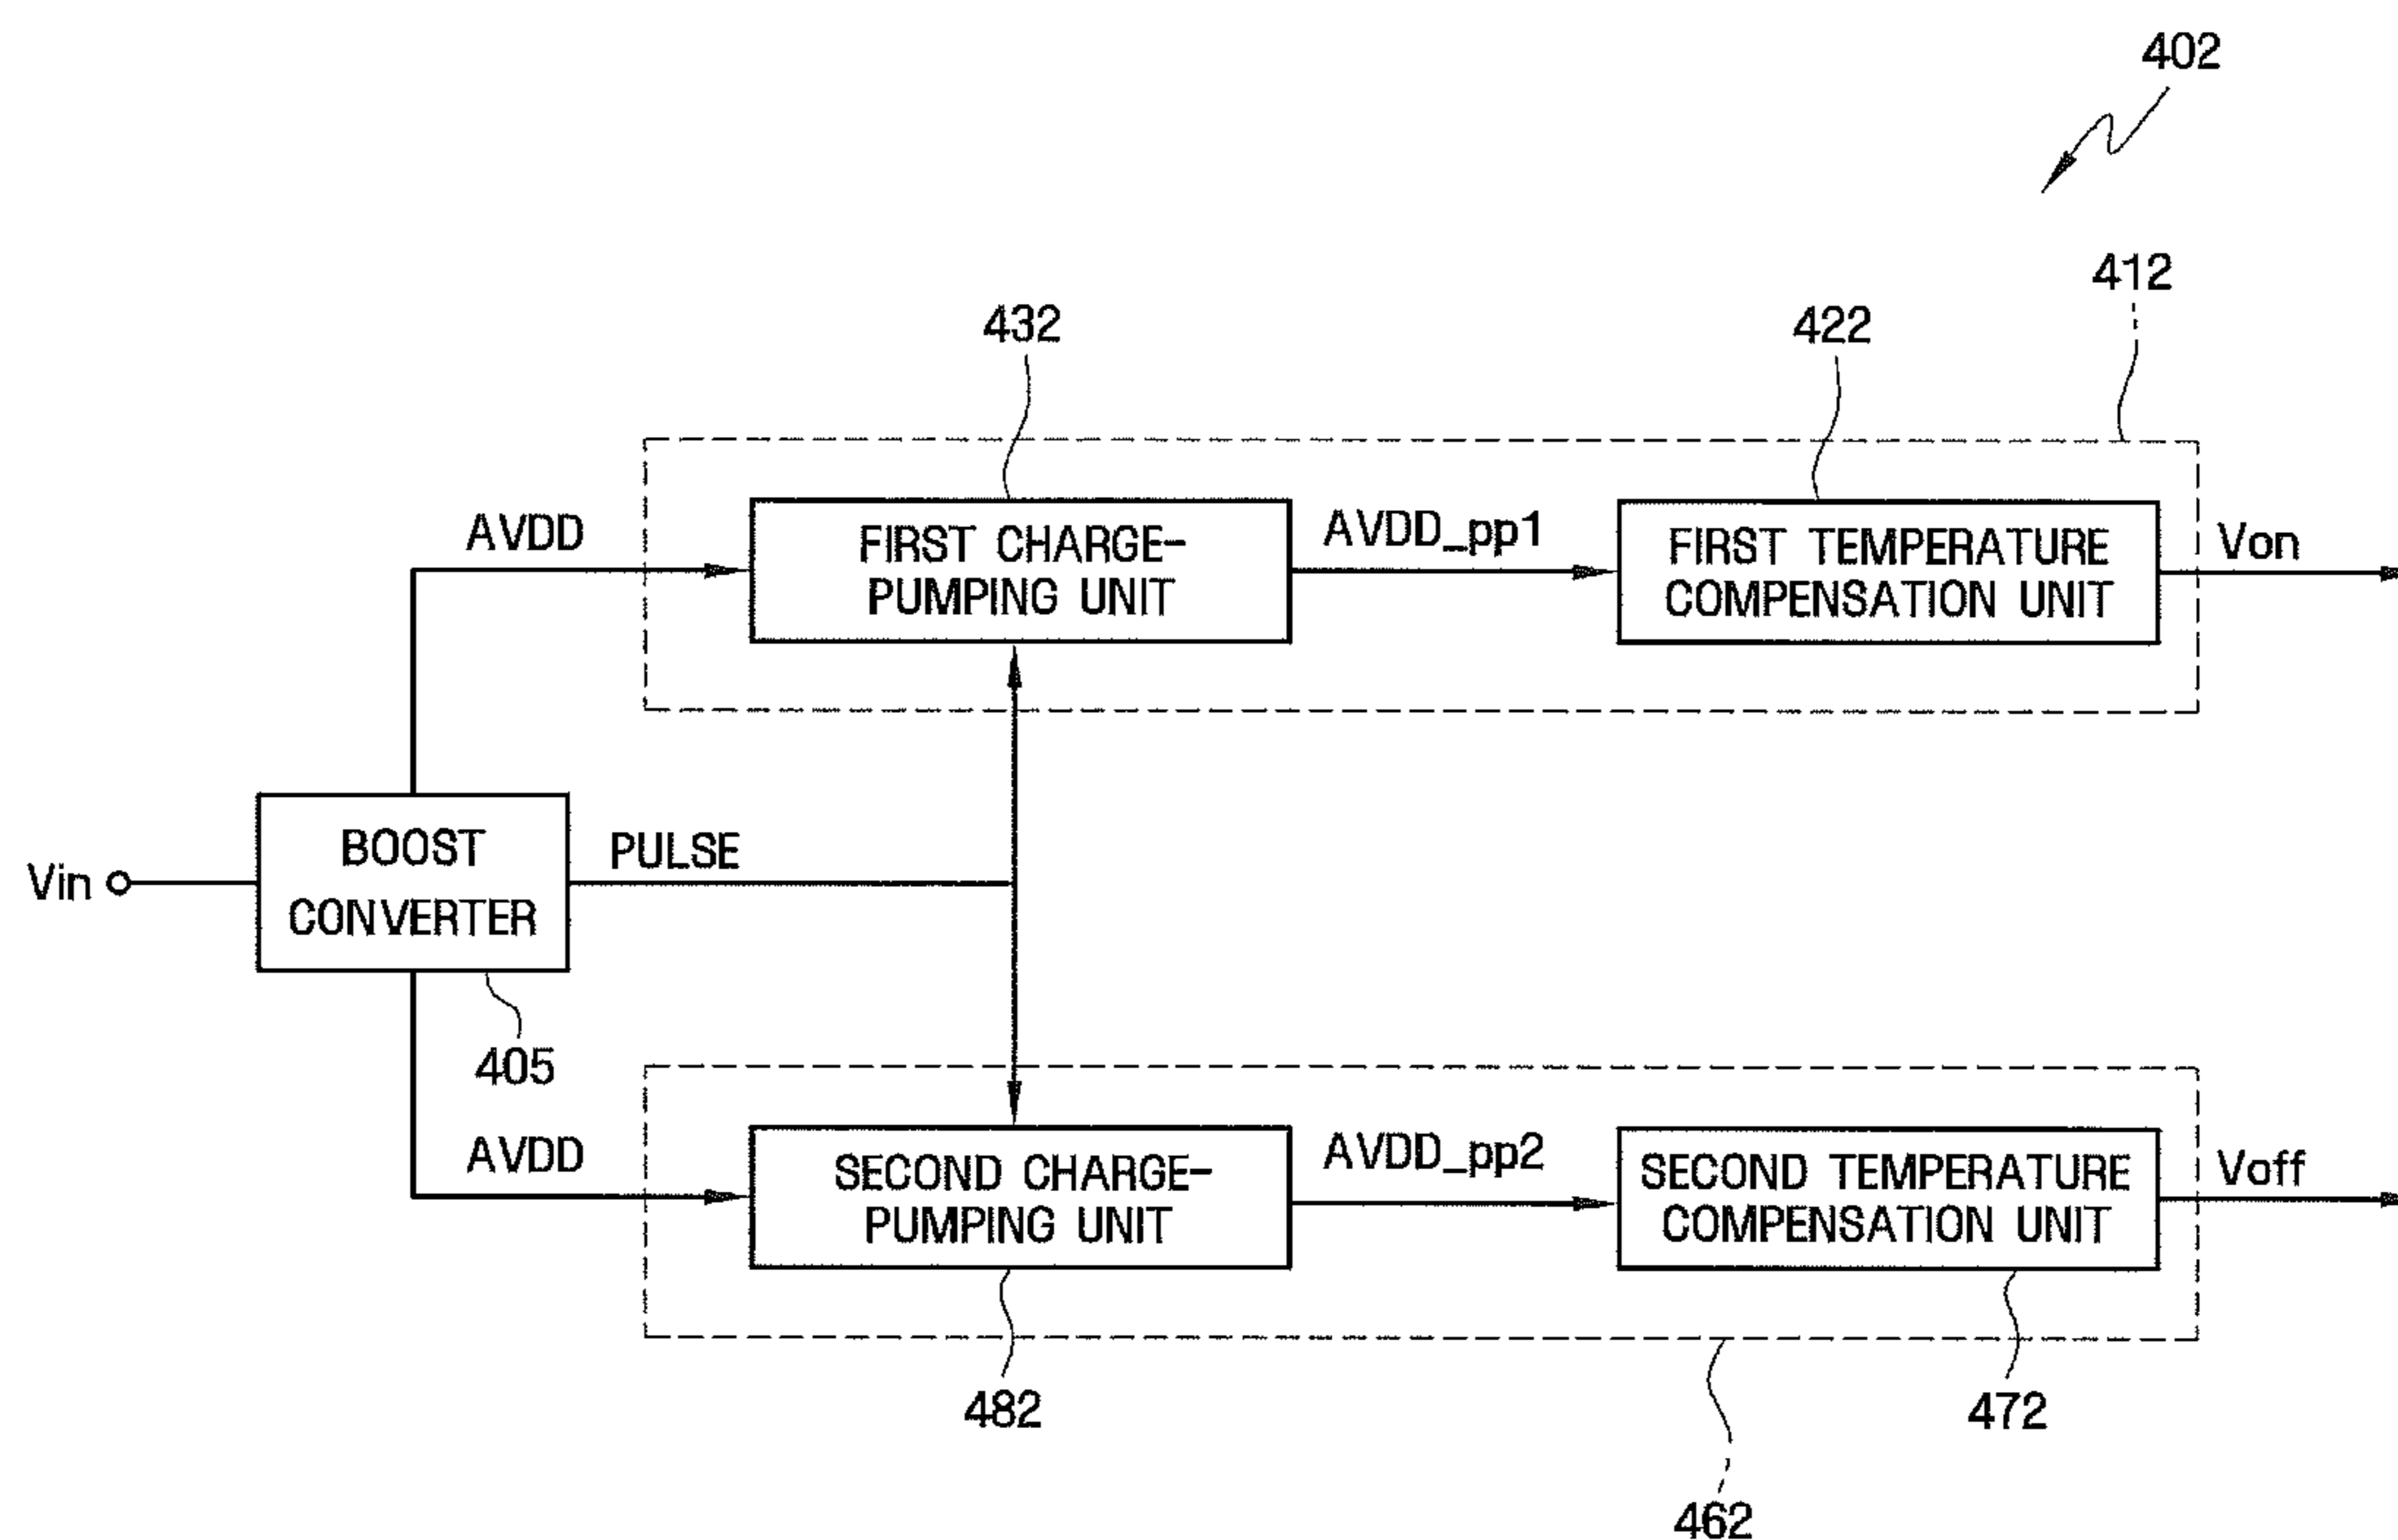 402
412
432
422
AVDD
FIRST CHARGE-
PUMPING UNIT
AVDD_pp1
FIRST TEMPERATURE
COMPENSATION UNIT
Von
Vin
BOOST
CONVERTER
PULSE
405
AVDD
SECOND CHARGE-
PUMPING UNIT
AVDD_pp2
SECOND TEMPERATURE
COMPENSATION UNIT
Voff
482
472
462